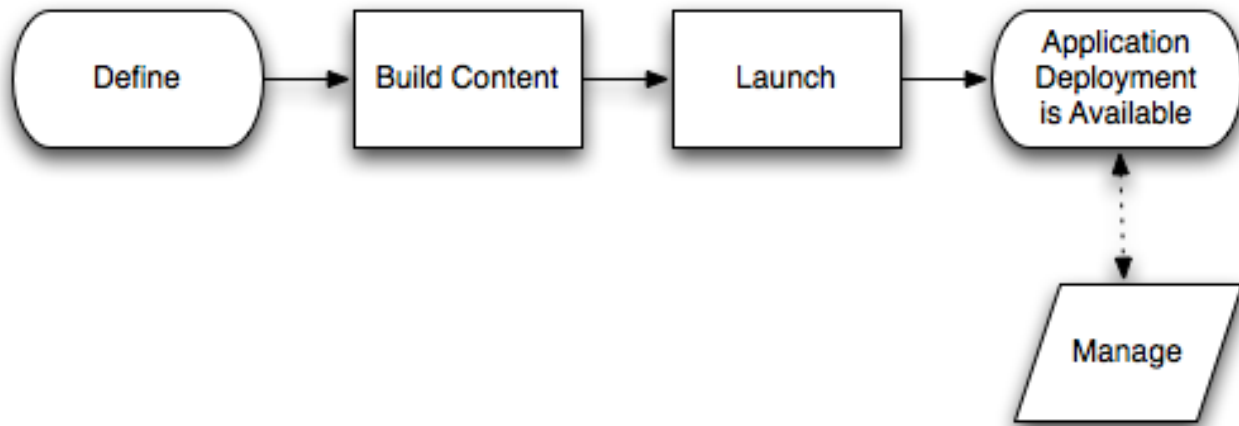 Define
Build Content
Launch
Application
Deployment
is Available
Manage